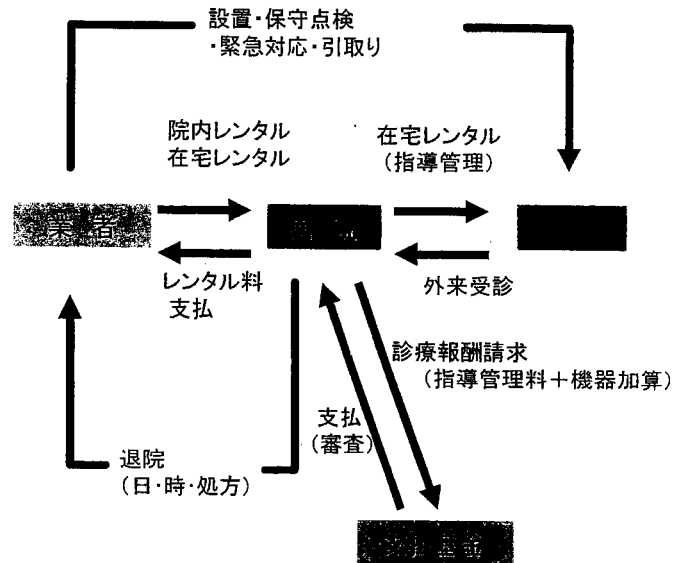 設置・保守点検
・緊急対応・引取り
院内レンタル
在宅レンタル
在宅レンタル
(指導管理)
業者
レンタル料
支払
外来受診
診療報酬請求
(指導管理料+機器加算)
支払
(審査)
退院
(日・時・処方)